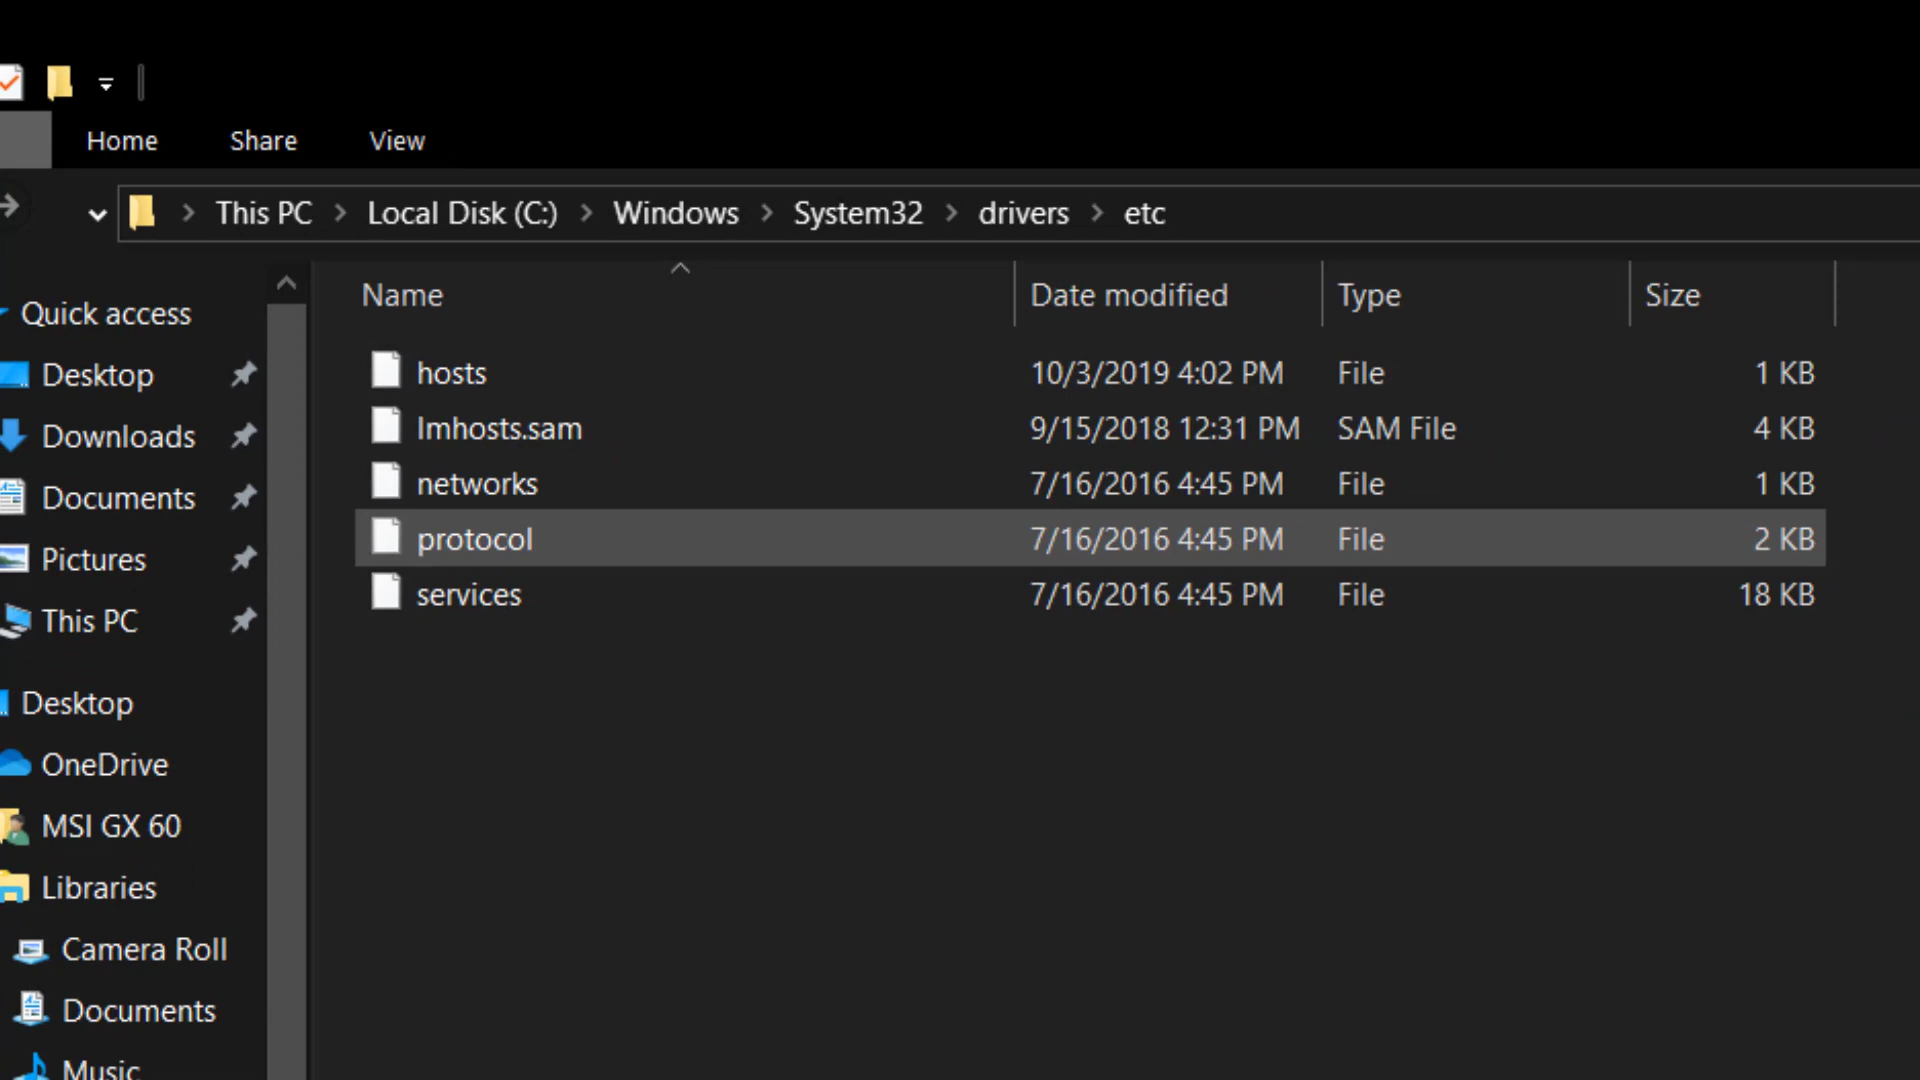 Home Share View
This PC Local Disk (C:) Windows System32 drivers etc
Name Date modified Type Size
hosts 10/3/2019 4:02 PM File 1 KB
lmhosts.sam 9/15/2018 12:31 PM SAM File 4 KB
networks 7/16/2016 4:45 PM File 1 KB
protocol 7/16/2016 4:45 PM File 2 KB
services 7/16/2016 4:45 PM File 18 KB
Quick access
Desktop
Downloads
Documents
Pictures
This PC
Desktop
OneDrive
MSI GX 60
Libraries
Camera Roll
Documents
Music